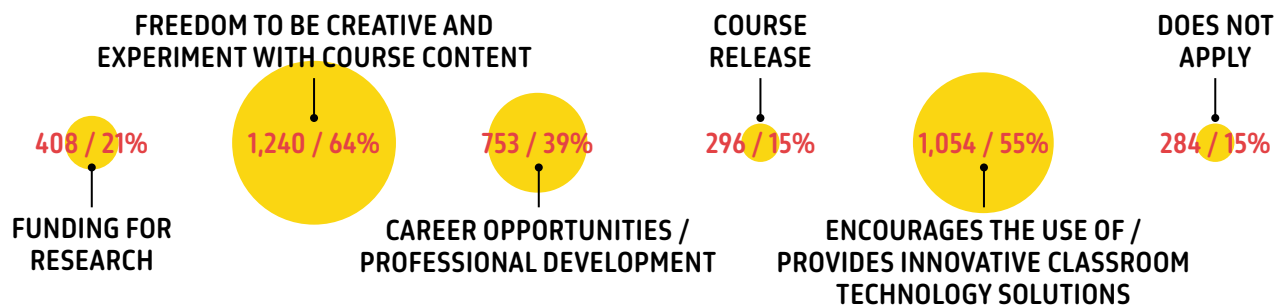 FREEDOM TO BE CREATIVE AND
EXPERIMENT WITH COURSE CONTENT
COURSE
RELEASE
DOES NOT
APPLY
408 / 21%
1,240 / 64%
753 / 39%
296 / 15%
1,054 / 55%
284 / 15%
FUNDING FOR
RESEARCH
CAREER OPPORTUNITIES /
PROFESSIONAL DEVELOPMENT
ENCOURAGES THE USE OF /
PROVIDES INNOVATIVE CLASSROOM
TECHNOLOGY SOLUTIONS